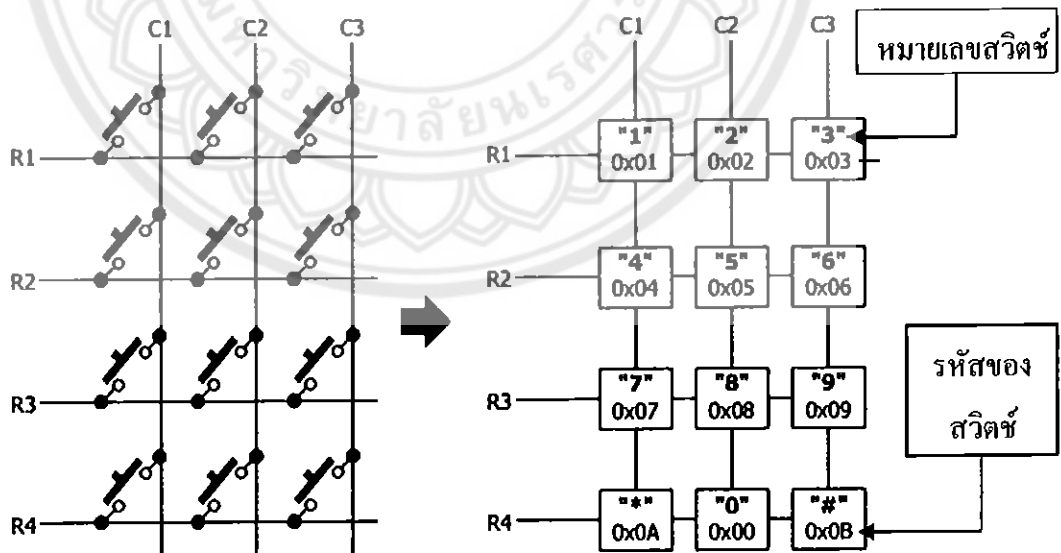 C1 C2 C3
R1
R2
R3
R4
C1 C2 C3
R1 "1" "2" "3"
0x01 0x02 0x03
R2 "4" "5" "6"
0x04 0x05 0x06
R3 "7" "8" "9"
0x07 0x08 0x09
R4 "*" "0" "#"
0x0A 0x00 0x0B
หมายเลขสวิตช์
รหัสของ
สวิตช์